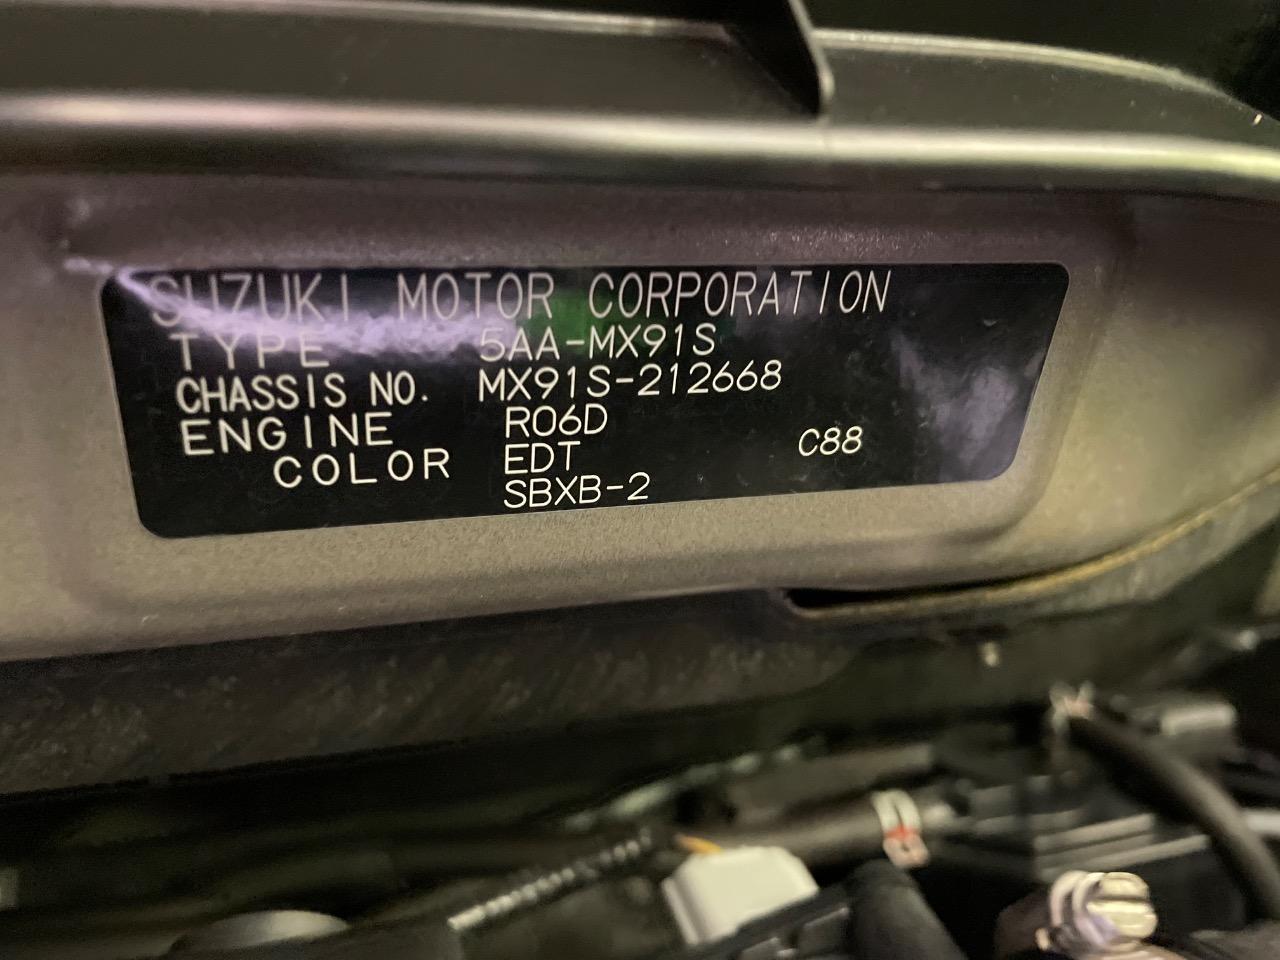 SUZUKI MOTOR CORPORATION
TYPE 5AA-MX91S
CHASSIS NO. MX91S-212668
ENGINE R06D
COLOR EDT C88
SBXB-2